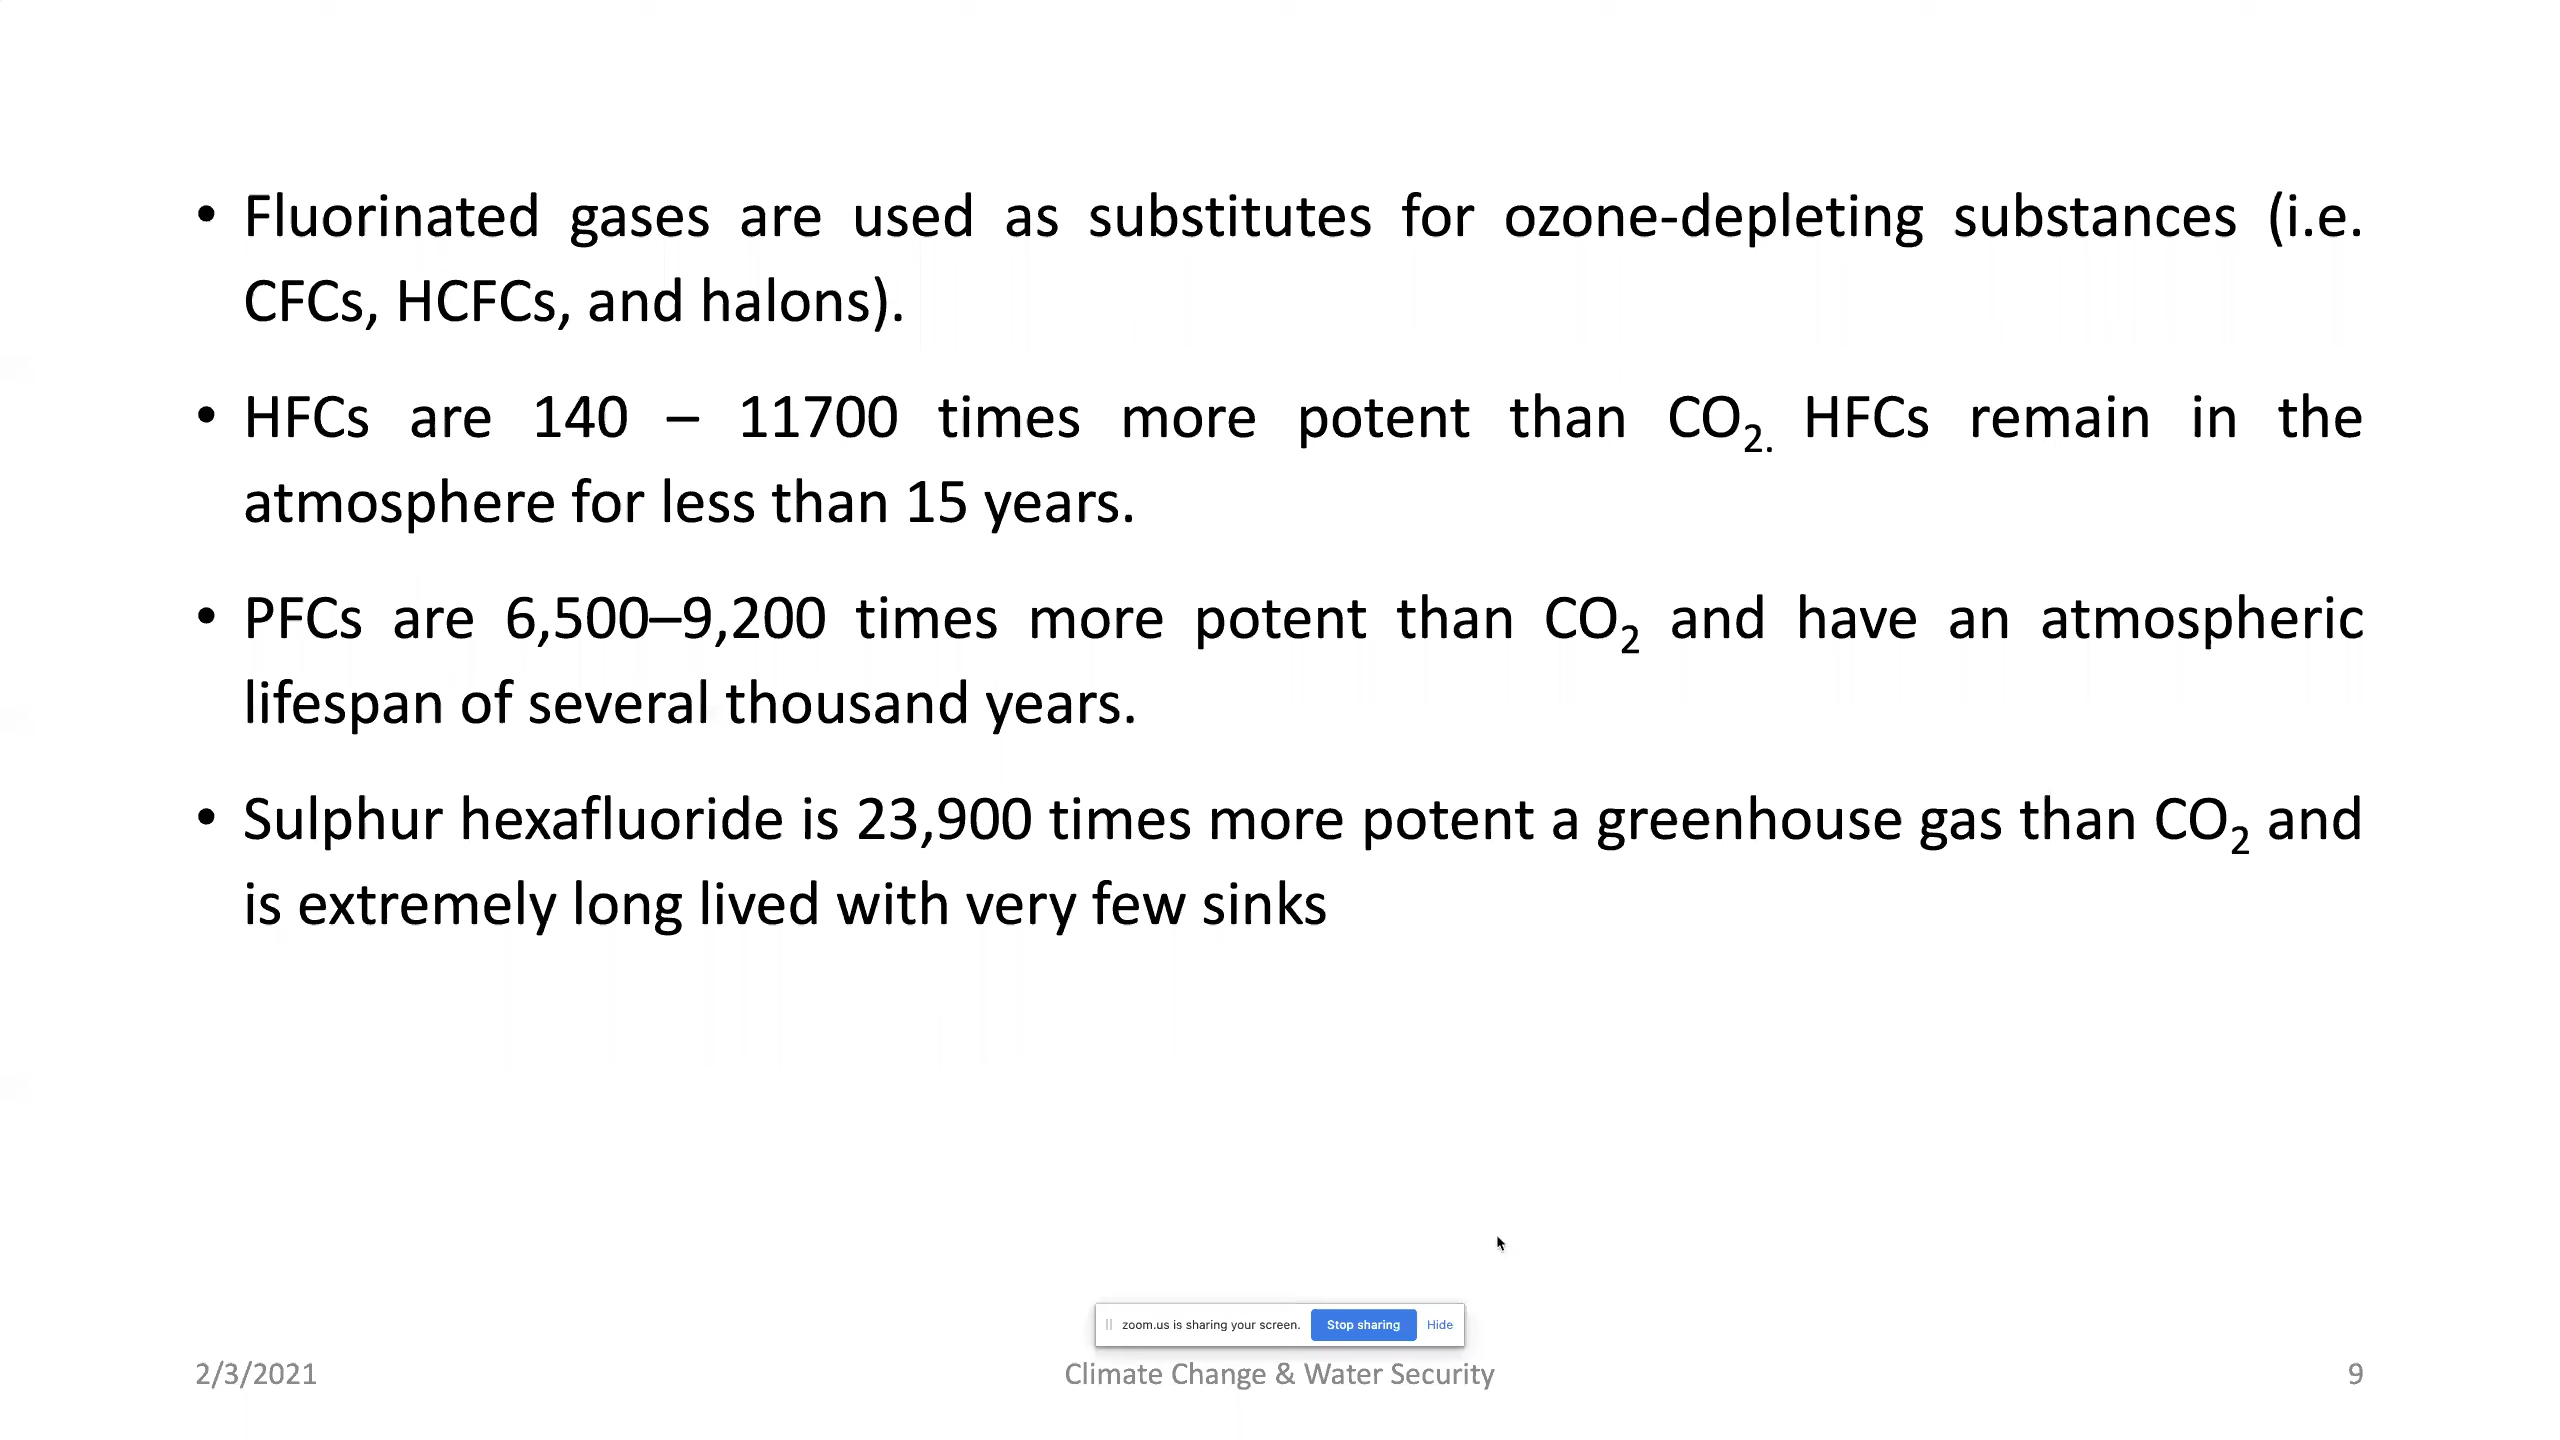 • Fluorinated gases are used as substitutes for ozone-depleting substances (i.e.
CFCs, HCFCs, and halons).
• HFCs are 140 – 11700 times more potent than CO₂. HFCs remain in the
atmosphere for less than 15 years.
• PFCs are 6,500–9,200 times more potent than CO₂ and have an atmospheric
lifespan of several thousand years.
• Sulphur hexafluoride is 23,900 times more potent a greenhouse gas than CO₂ and
is extremely long lived with very few sinks
zoom.us is sharing your screen. Stop sharing Hide
2/3/2021 Climate Change & Water Security 9